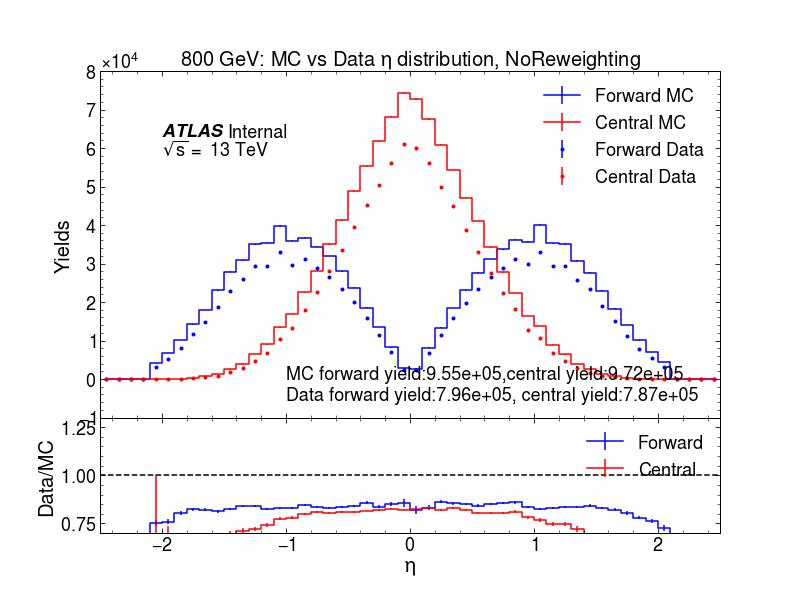 ×10⁴
800 GeV: MC vs Data η distribution, NoReweighting
8
7
6
5
4
3
2
1
0
−1
Yields
ATLAS Internal
√s = 13 TeV
Forward MC
Central MC
Forward Data
Central Data
MC forward yield:9.55e+05,central yield:9.72e+05
Data forward yield:7.96e+05, central yield:7.87e+05
1.25
1.00
0.75
Data/MC
Forward
Central
−2
−1
0
1
2
η